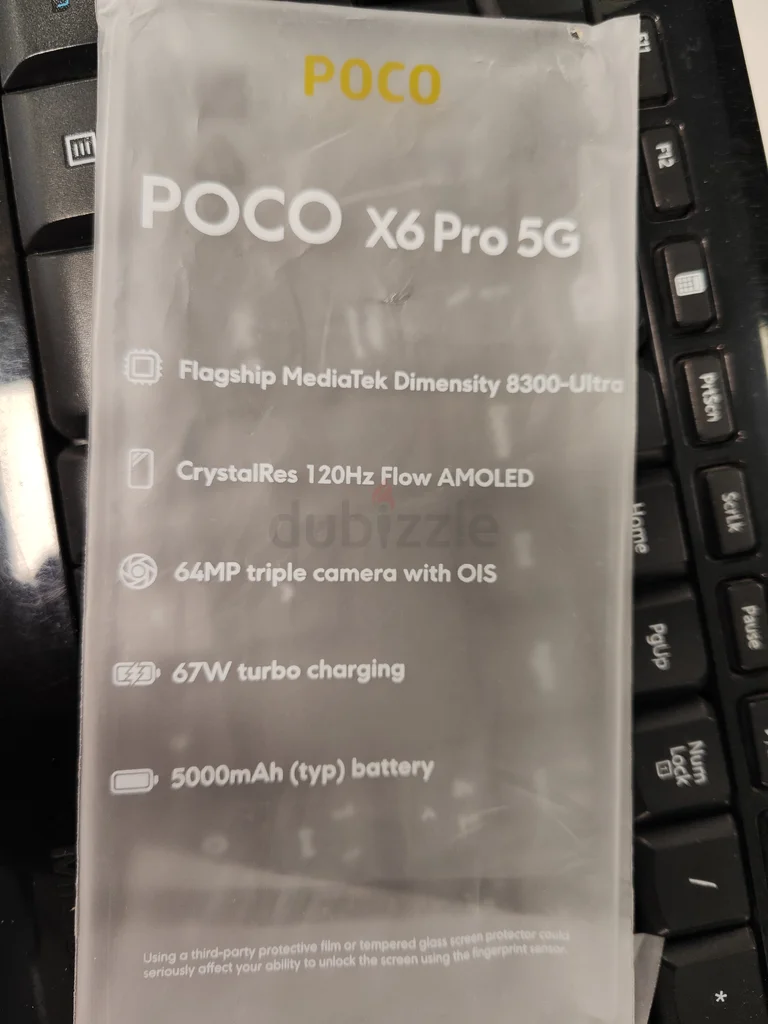 POCO
POCO X6 Pro 5G
Flagship MediaTek Dimensity 8300-Ultra
CrystalRes 120Hz Flow AMOLED
dubizzle
64MP triple camera with OIS
67W turbo charging
5000mAh (typ) battery
Using a third-party protective film or tempered glass screen protector could
seriously affect your ability to unlock the screen using the fingerprint sensor.
F12
PrtScn
ScrLk
Home
Pause
PgUp
Num
Lock
/
*